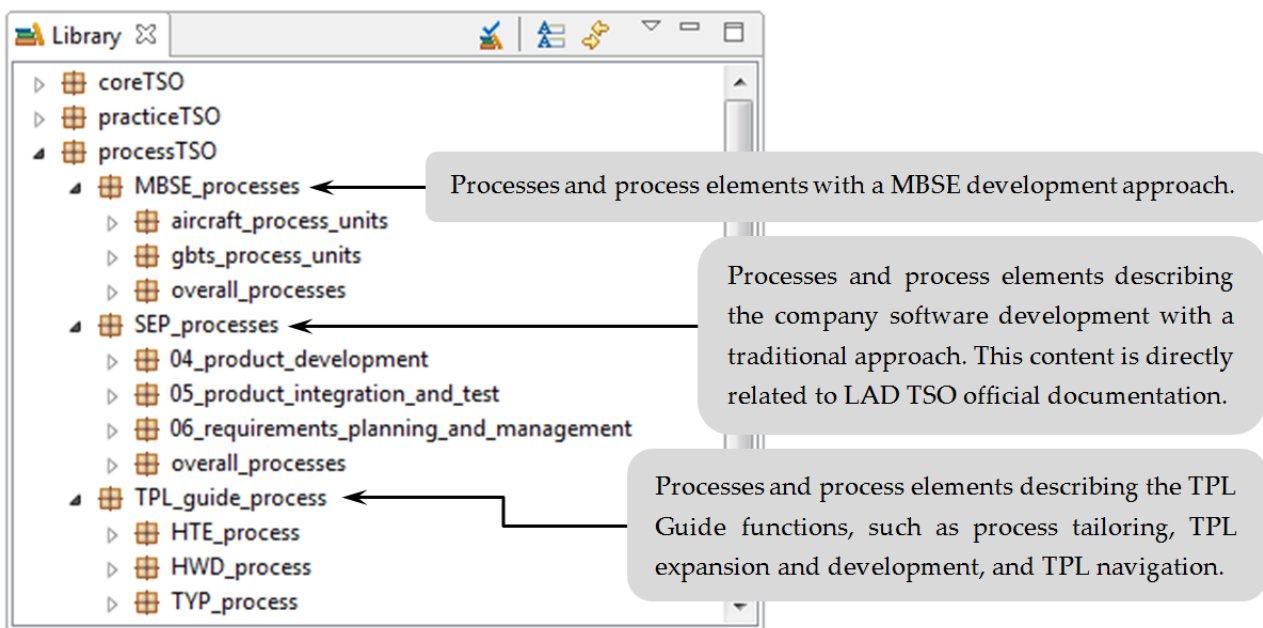 Library
coreTSO
practiceTSO
processTSO
MBSE_processes
Processes and process elements with a MBSE development approach.
aircraft_process_units
gbts_process_units
overall_processes
SEP_processes
Processes and process elements describing
the company software development with a
traditional approach. This content is directly
related to LAD TSO official documentation.
04_product_development
05_product_integration_and_test
06_requirements_planning_and_management
overall_processes
TPL_guide_process
Processes and process elements describing the TPL
Guide functions, such as process tailoring, TPL
expansion and development, and TPL navigation.
HTE_process
HWD_process
TYP_process